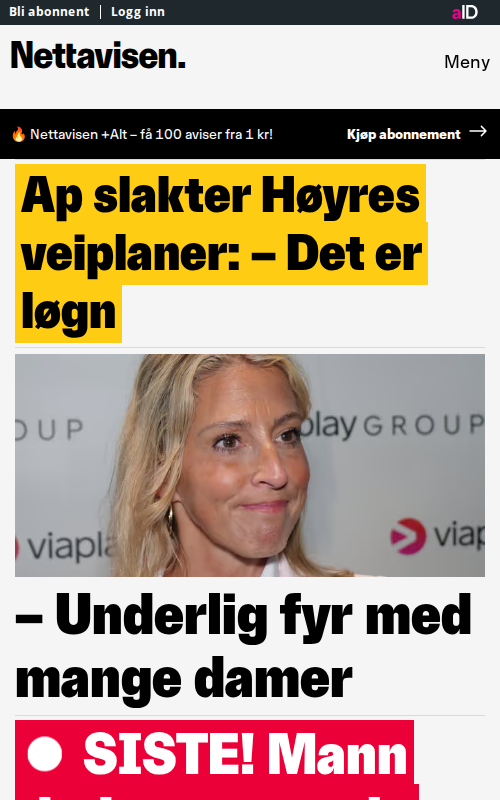 Bli abonnent | Logg inn
aID
Nettavisen.
Meny
🔥 Nettavisen +Alt – få 100 aviser fra 1 kr!
Kjøp abonnement →
Ap slakter Høyres
veiplaner: – Det er
løgn
OUP
play GROUP
viapla
viap
– Underlig fyr med
mange damer
SISTE! Mann